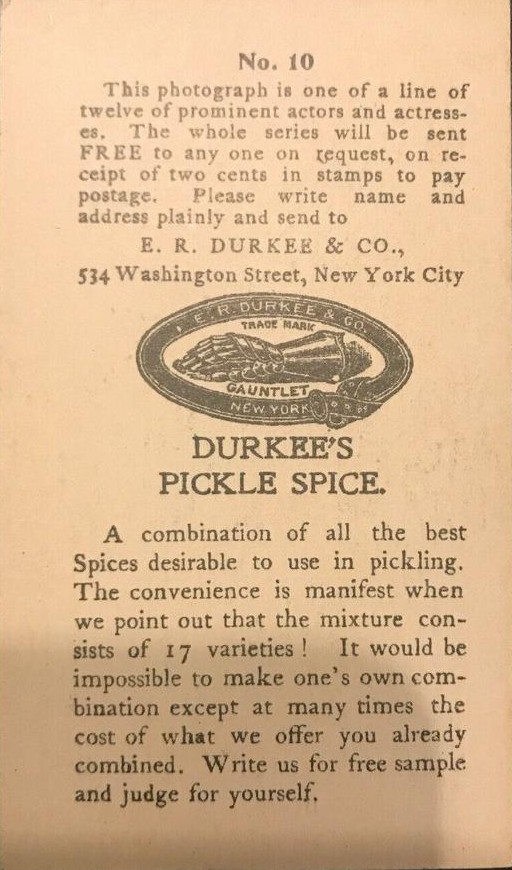 No. 10
This photograph is one of a line of
twelve of prominent actors and actress-
es. The whole series will be sent
FREE to any one on request, on re-
ceipt of two cents in stamps to pay
postage. Please write name and
address plainly and send to
E. R. DURKEE & CO.,
534 Washington Street, New York City
E. R. DURKEE & CO.
TRADE MARK
GAUNTLET
NEW YORK
DURKEE'S
PICKLE SPICE.
A combination of all the best
Spices desirable to use in pickling.
The convenience is manifest when
we point out that the mixture con-
sists of 17 varieties! It would be
impossible to make one's own com-
bination except at many times the
cost of what we offer you already
combined. Write us for free sample
and judge for yourself.